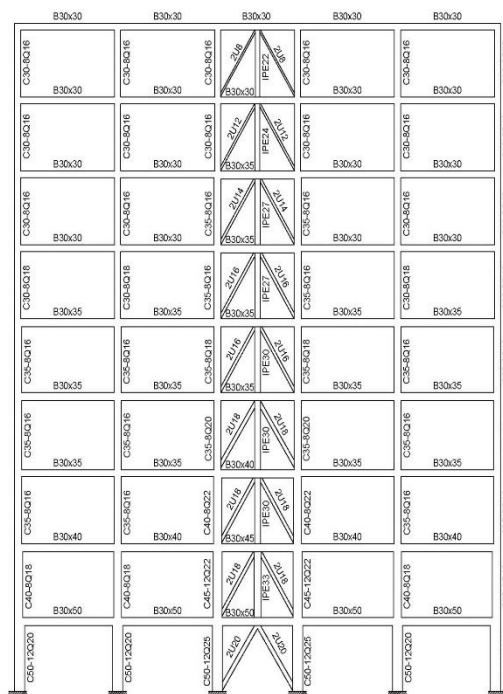 B30x30 B30x30 B30x30 B30x30 B30x30
C30-8Q16 C30-8Q16 C30-8Q16 2U8 IPE22 2U8 C30-8Q16 C30-8Q16
B30x30 B30x30 B30x30 B30x30 B30x30
C30-8Q16 C30-8Q16 C30-8Q16 2U12 IPE24 2U12 C30-8Q16 C30-8Q16
B30x30 B30x30 B30x35 B30x30 B30x30
C30-8Q16 C30-8Q16 C35-8Q16 2U14 IPE27 2U14 C35-8Q16 C30-8Q16
B30x30 B30x30 B30x35 B30x30 B30x30
C30-8Q18 C30-8Q18 C35-8Q16 2U16 IPE27 2U16 C35-8Q16 C30-8Q18
B30x35 B30x35 B30x35 B30x35 B30x35
C35-8Q16 C35-8Q16 C35-8Q18 2U16 IPE30 2U16 C35-8Q18 C35-8Q16
B30x35 B30x35 B30x35 B30x35 B30x35
C35-8Q16 C35-8Q16 C35-8Q20 2U18 IPE30 2U18 C35-8Q20 C35-8Q16
B30x35 B30x35 B30x40 B30x35 B30x35
C35-8Q16 C35-8Q16 C40-8Q22 2U18 IPE30 2U18 C40-8Q22 C35-8Q16
B30x40 B30x40 B30x45 B30x40 B30x40
C40-8Q18 C40-8Q18 C45-12Q22 2U18 IPE33 2U18 C45-12Q22 C40-8Q18
B30x50 B30x50 B30x50 B30x50 B30x50
C50-12Q20 C50-12Q20 C50-12Q25 2U20 2U20 C50-12Q25 C50-12Q20